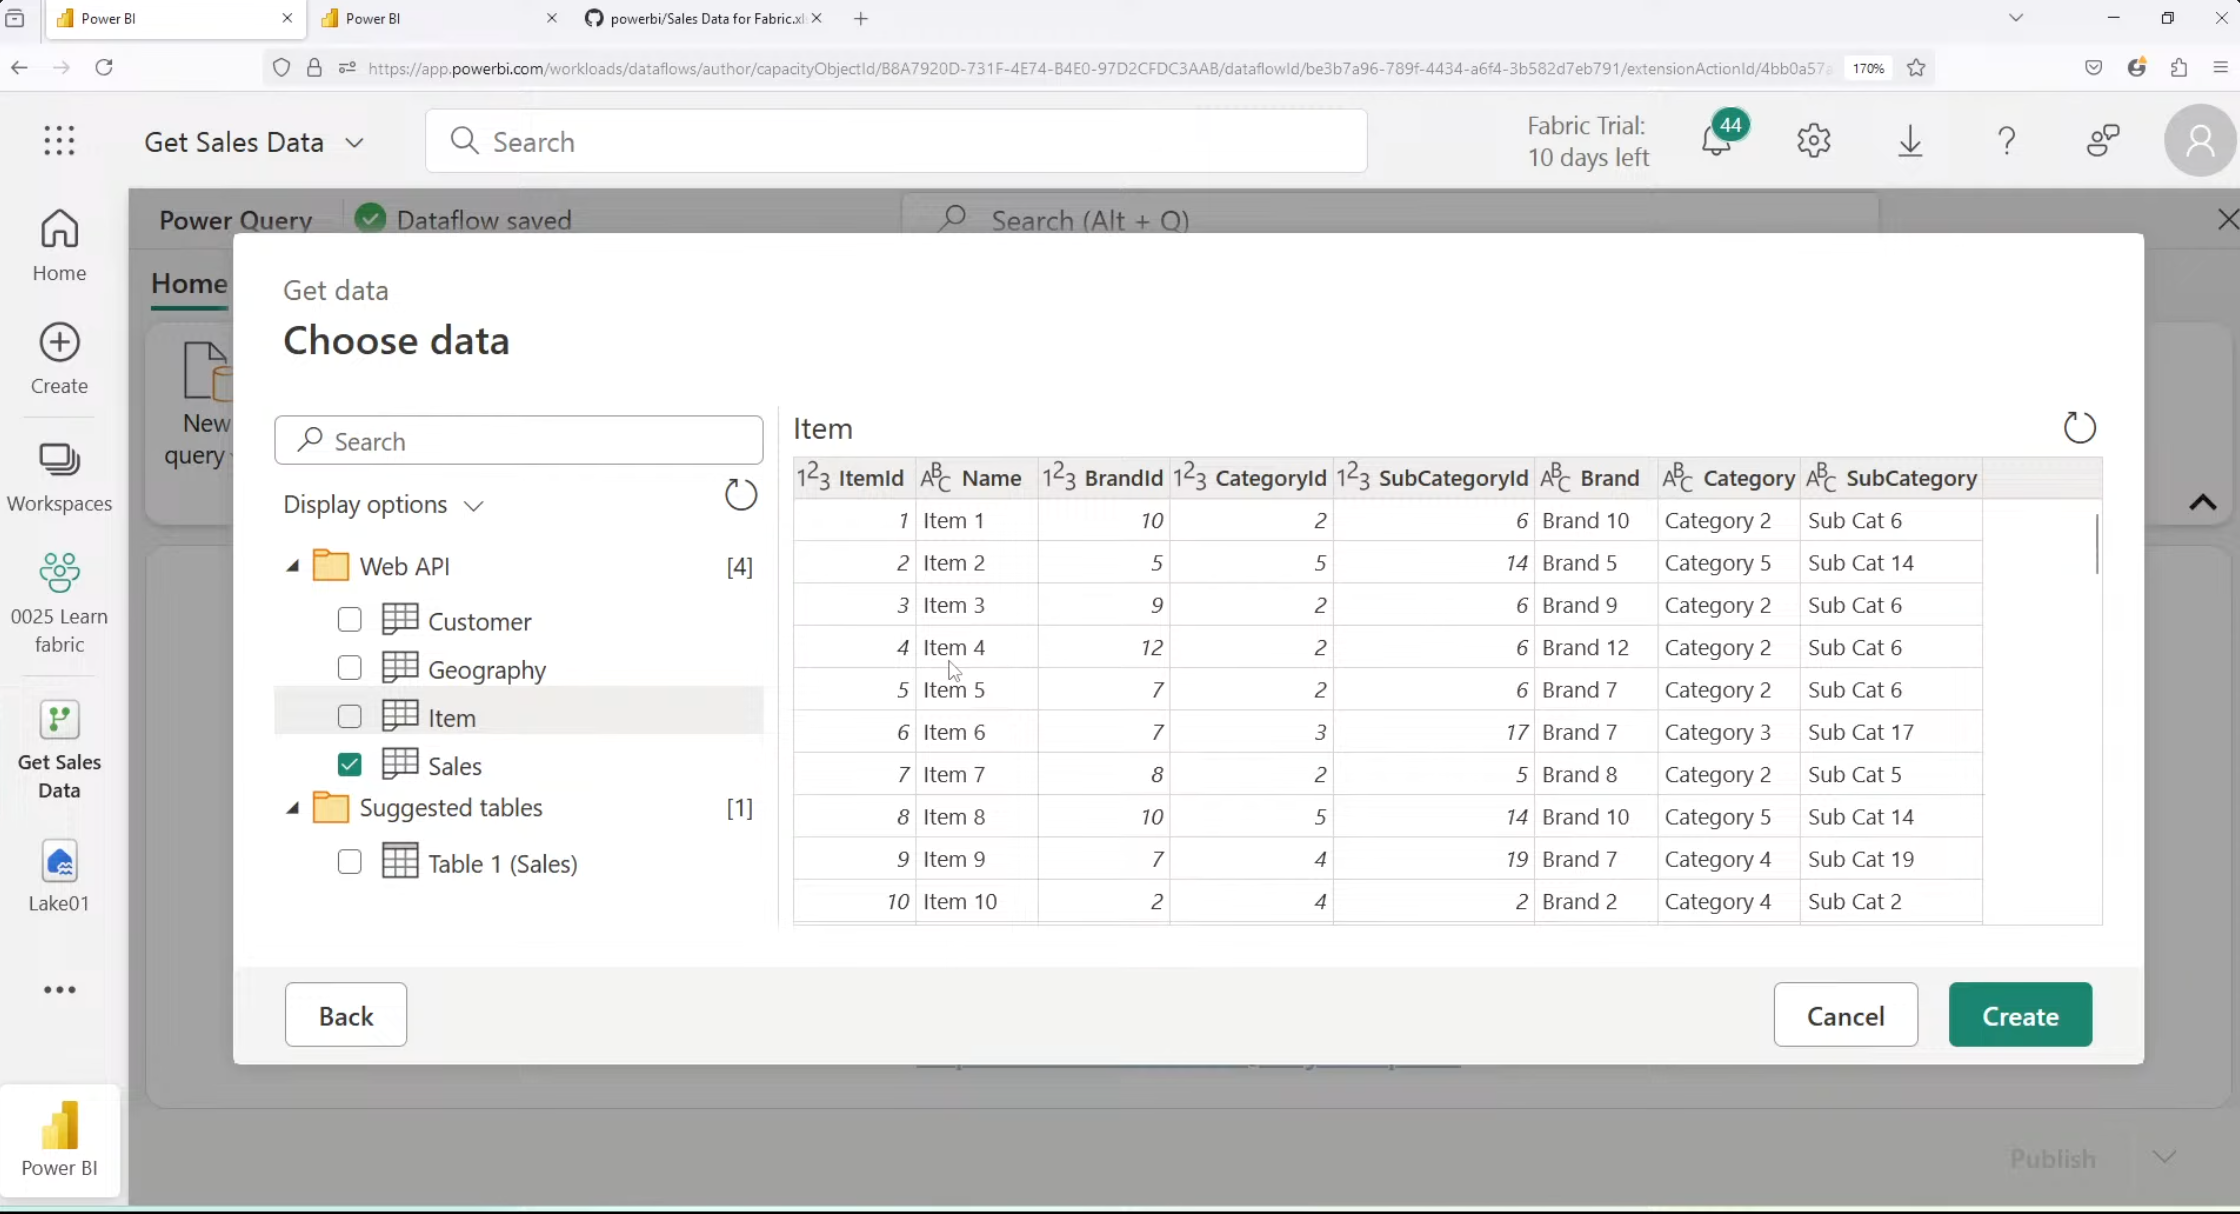 Power BI
Power BI
powerbi/Sales Data for Fabric.xl
https://app.powerbi.com/workloads/dataflows/author/capacityObjectId/B8A7920D-731F-4E74-B4E0-97D2CFDC3AAB/dataflowId/be3b7a96-789f-4434-a6f4-3b582d7eb791/extensionActionId/4bb0a57a
170%
Get Sales Data
Search
Fabric Trial:
10 days left
44
Power Query
Dataflow saved
Search (Alt + Q)
Home
Create
Workspaces
0025 Learn
fabric
Get Sales
Data
Lake01
Power BI
Home
New
query
Get data
Choose data
Search
Display options
Web API [4]
Customer
Geography
Item
Sales
Suggested tables [1]
Table 1 (Sales)
Item
123 ItemId ABC Name 123 BrandId 123 CategoryId 123 SubCategoryId ABC Brand ABC Category ABC SubCategory
1 Item 1 10 2 6 Brand 10 Category 2 Sub Cat 6
2 Item 2 5 5 14 Brand 5 Category 5 Sub Cat 14
3 Item 3 9 2 6 Brand 9 Category 2 Sub Cat 6
4 Item 4 12 2 6 Brand 12 Category 2 Sub Cat 6
5 Item 5 7 2 6 Brand 7 Category 2 Sub Cat 6
6 Item 6 7 3 17 Brand 7 Category 3 Sub Cat 17
7 Item 7 8 2 5 Brand 8 Category 2 Sub Cat 5
8 Item 8 10 5 14 Brand 10 Category 5 Sub Cat 14
9 Item 9 7 4 19 Brand 7 Category 4 Sub Cat 19
10 Item 10 2 4 2 Brand 2 Category 4 Sub Cat 2
Back
Cancel
Create
Publish